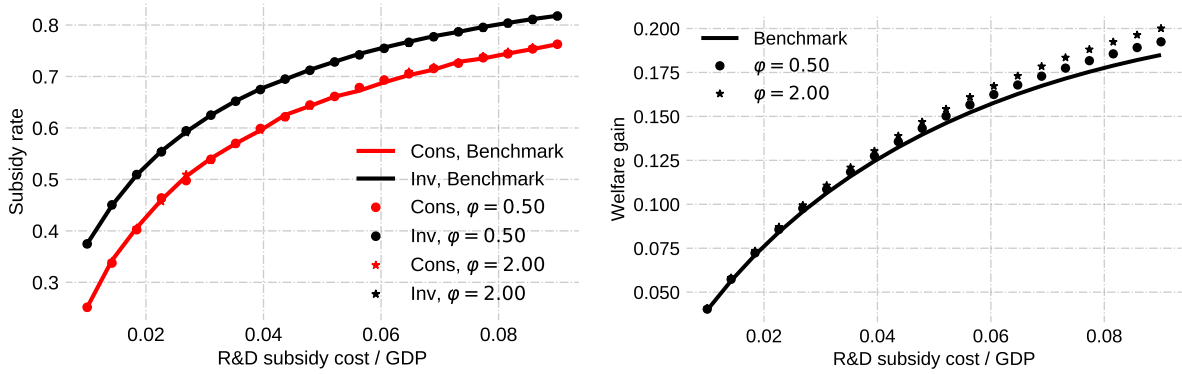 0.8
0.7
0.6
0.5
0.4
0.3
Subsidy rate
Cons, Benchmark
Inv, Benchmark
Cons, φ = 0.50
Inv, φ = 0.50
Cons, φ = 2.00
Inv, φ = 2.00
0.02 0.04 0.06 0.08
R&D subsidy cost / GDP
0.200
0.175
0.150
0.125
0.100
0.075
0.050
Welfare gain
Benchmark
φ = 0.50
φ = 2.00
0.02 0.04 0.06 0.08
R&D subsidy cost / GDP